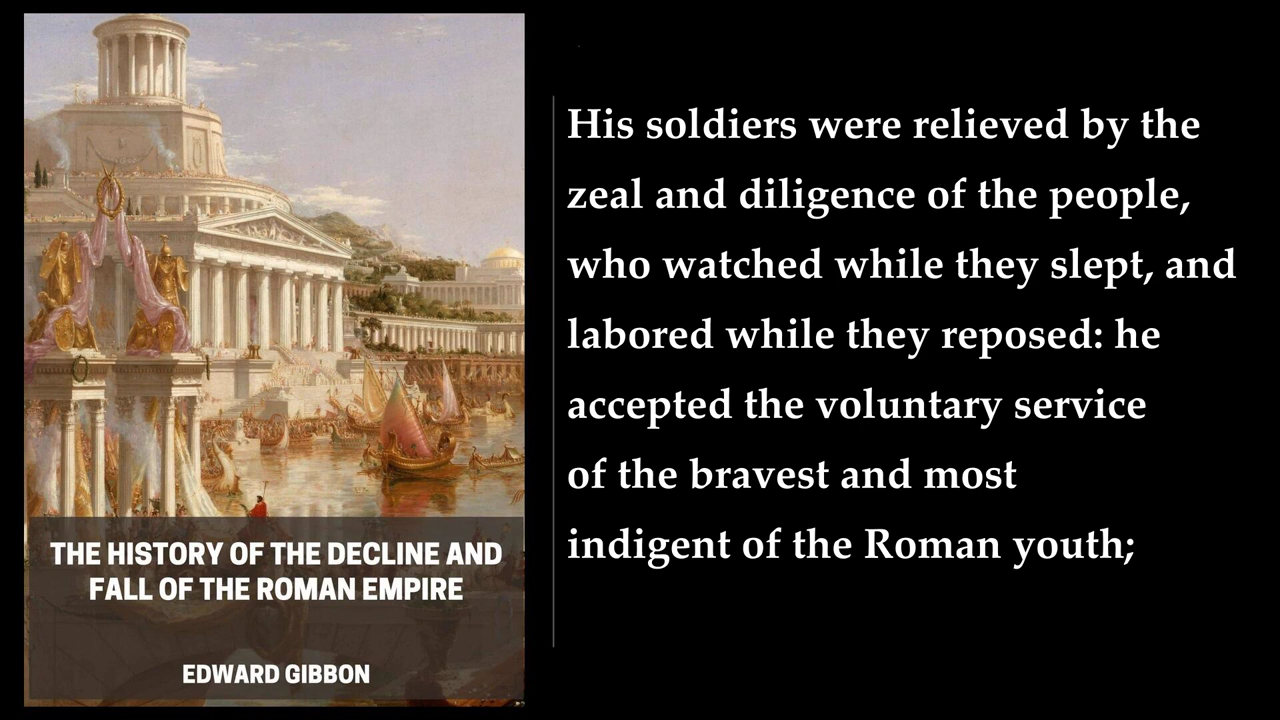 THE HISTORY OF THE DECLINE AND
FALL OF THE ROMAN EMPIRE
EDWARD GIBBON
His soldiers were relieved by the
zeal and diligence of the people,
who watched while they slept, and
labored while they reposed: he
accepted the voluntary service
of the bravest and most
indigent of the Roman youth;